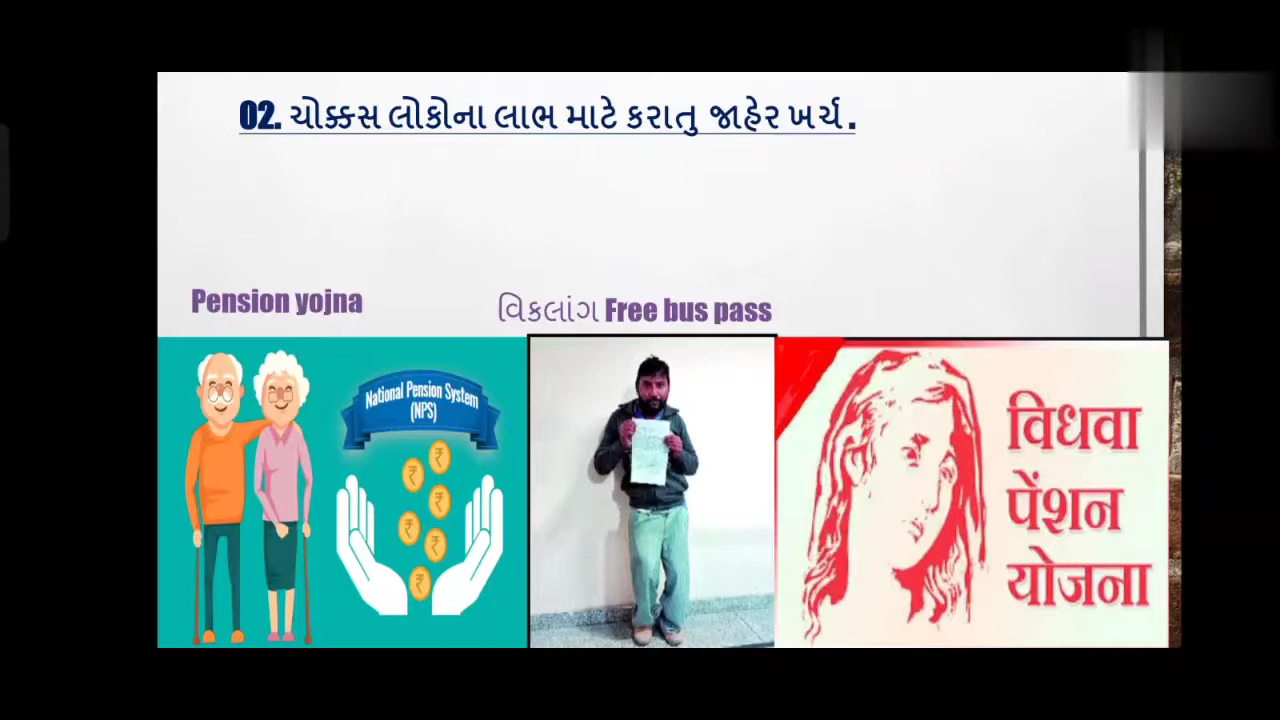 02. ચોક્કસ લોકોના લાભ માટે કરાતુ જાહેર ખર્ચ .
Pension yojna
વિકલાંગ Free bus pass
National Pension System
(NPS)
विधवा
पेंशन
योजना